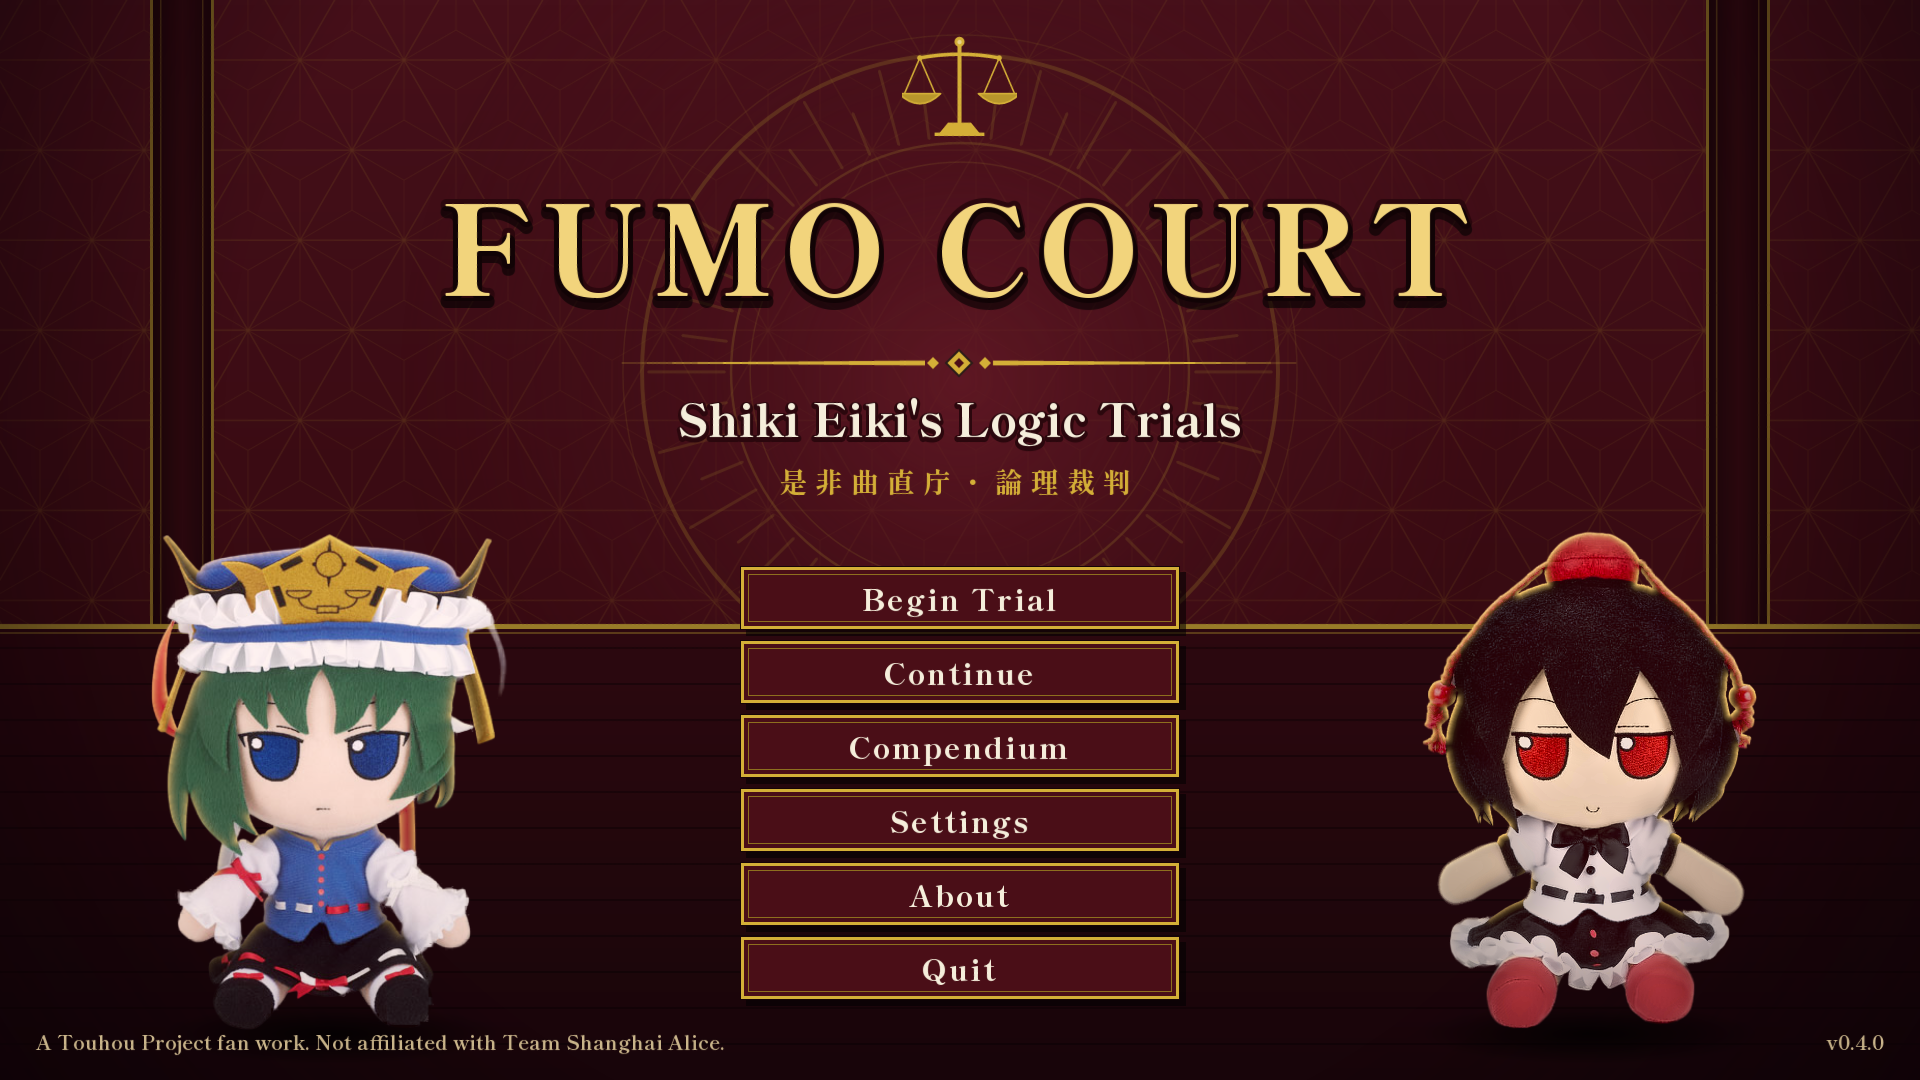 FUMO COURT
Shiki Eiki's Logic Trials
是非曲直庁・論理裁判
Begin Trial
Continue
Compendium
Settings
About
Quit
A Touhou Project fan work. Not affiliated with Team Shanghai Alice.
v0.4.0